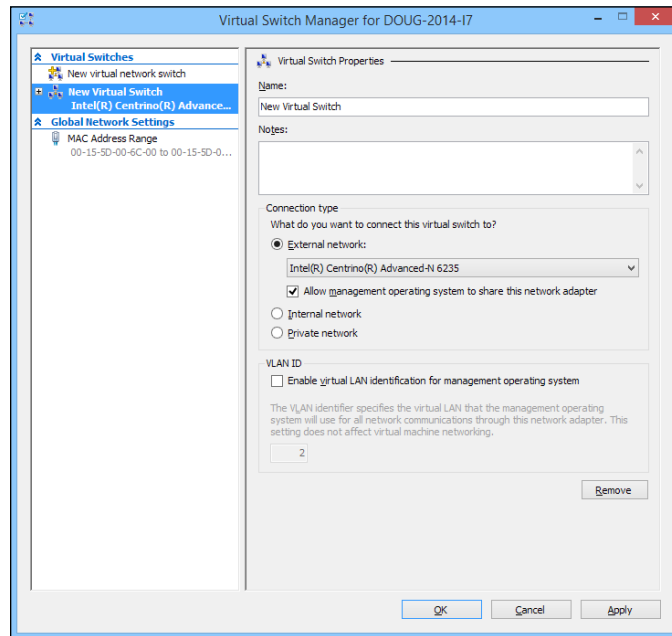 Virtual Switch Manager for DOUG-2014-I7
Virtual Switches
New virtual network switch
New Virtual Switch
Intel(R) Centrino(R) Advance...
Global Network Settings
MAC Address Range
00-15-5D-00-6C-00 to 00-15-5D-0...
Virtual Switch Properties
Name:
New Virtual Switch
Notes:
Connection type
What do you want to connect this virtual switch to?
External network:
Intel(R) Centrino(R) Advanced-N 6235
Allow management operating system to share this network adapter
Internal network
Private network
VLAN ID
Enable virtual LAN identification for management operating system
The VLAN identifier specifies the virtual LAN that the management operating
system will use for all network communications through this network adapter. This
setting does not affect virtual machine networking.
2
Remove
OK
Cancel
Apply